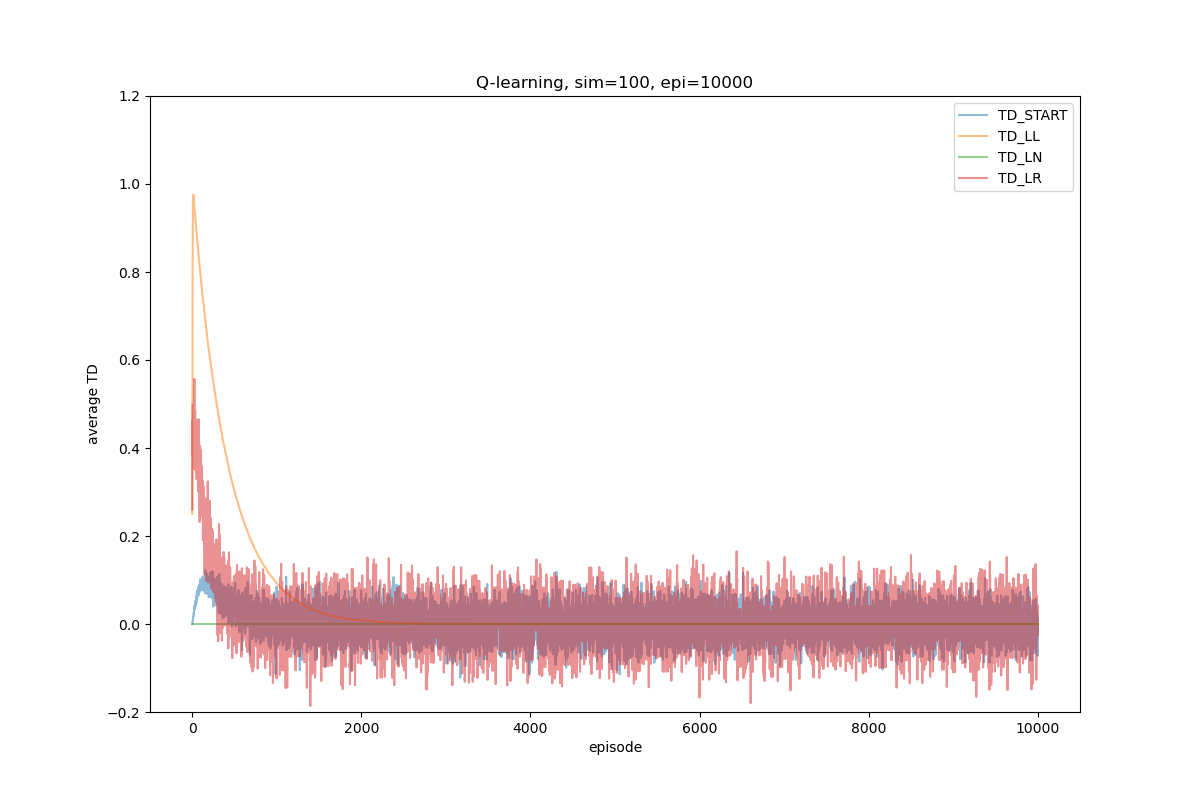 Q-learning, sim=100, epi=10000
1.2
1.0
0.8
0.6
0.4
0.2
0.0
−0.2
average TD
TD_START
TD_LL
TD_LN
TD_LR
0 2000 4000 6000 8000 10000
episode